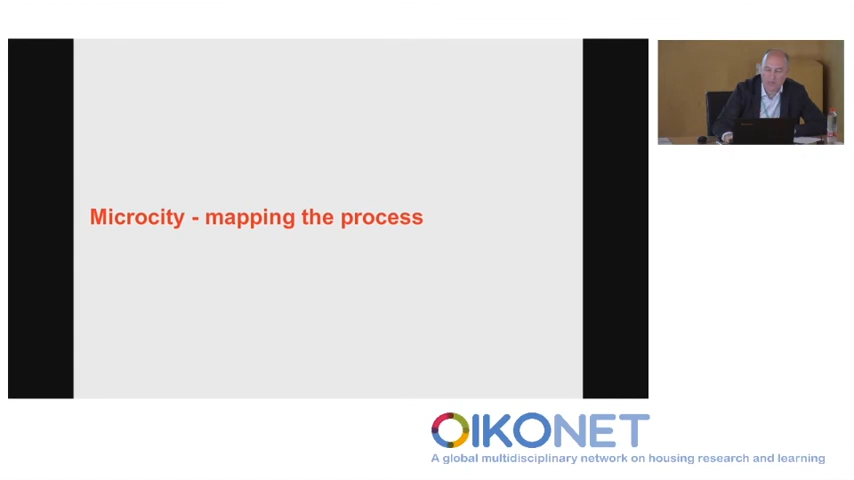 Microcity - mapping the process
OIKONET
A global multidisciplinary network on housing research and learning